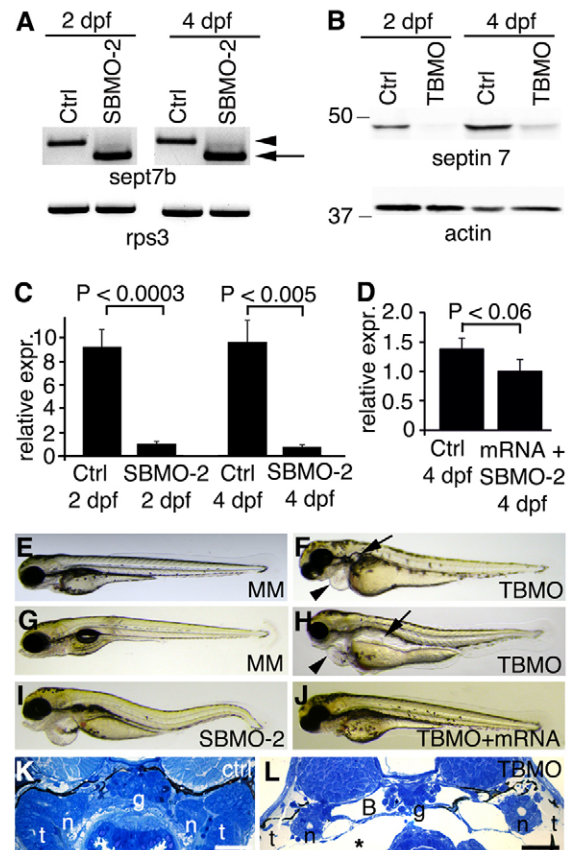 A
2 dpf
4 dpf
Ctrl
SBMO-2
Ctrl
SBMO-2
sept7b
rps3
B
2 dpf
4 dpf
Ctrl
TBMO
Ctrl
TBMO
50
septin 7
37
actin
C
P < 0.0003
P < 0.005
relative expr.
10
8
6
4
2
0
Ctrl
2 dpf
SBMO-2
2 dpf
Ctrl
4 dpf
SBMO-2
4 dpf
D
P < 0.06
relative expr.
2.0
1.5
1.0
0.5
0
Ctrl
4 dpf
mRNA +
SBMO-2
4 dpf
E
MM
F
TBMO
G
MM
H
TBMO
I
SBMO-2
J
TBMO+mRNA
K
ctrl
g
n
n
t
t
L
TBMO
B
g
n
n
t
t
*